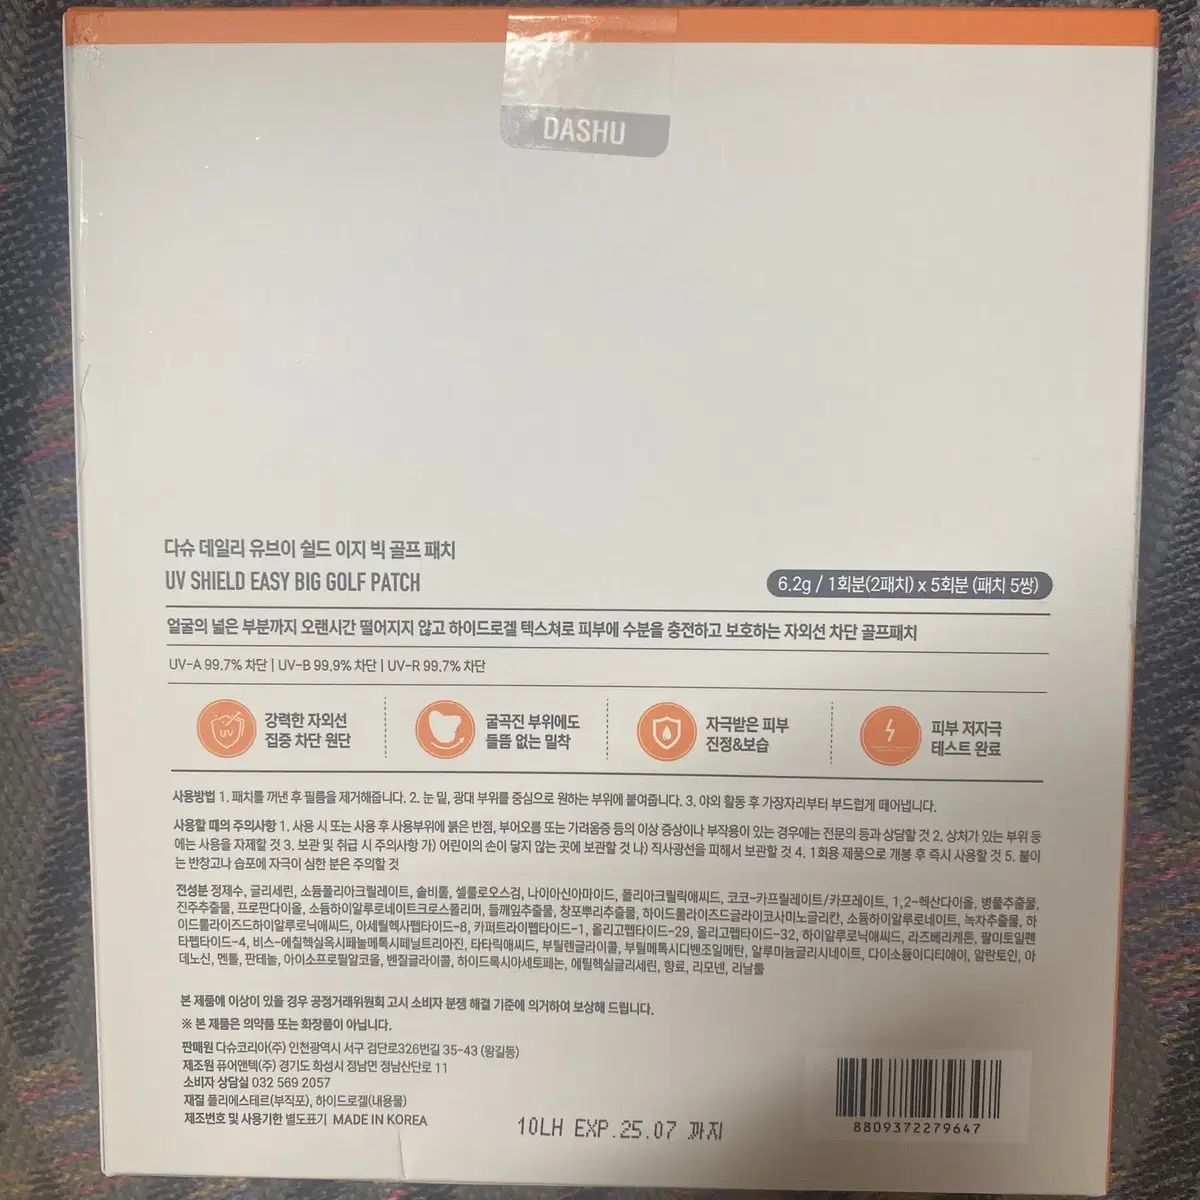 DASHU
다슈 데일리 유브이 쉴드 이지 빅 골프 패치
UV SHIELD EASY BIG GOLF PATCH
6.2g / 1회분(2패치) x 5회분 (패치 5쌍)
얼굴의 넓은 부분까지 오랜시간 떨어지지 않고 하이드로겔 텍스쳐로 피부에 수분을 충전하고 보호하는 자외선 차단 골프패치
UV-A 99.7% 차단 | UV-B 99.9% 차단 | UV-R 99.7% 차단
UV
강력한 자외선
집중 차단 원단
굴곡진 부위에도
들뜸 없는 밀착
자극받은 피부
진정&보습
피부 저자극
테스트 완료
사용방법 1. 패치를 꺼낸 후 필름을 제거해줍니다. 2. 눈 밑, 광대 부위를 중심으로 원하는 부위에 붙여줍니다. 3. 야외 활동 후 가장자리부터 부드럽게 떼어냅니다.
사용할 때의 주의사항 1. 사용 시 또는 사용 후 사용부위에 붉은 반점, 부어오름 또는 가려움증 등의 이상 증상이나 부작용이 있는 경우에는 전문의 등과 상담할 것 2. 상처가 있는 부위 등
에는 사용을 자제할 것 3. 보관 및 취급 시 주의사항 가) 어린이의 손이 닿지 않는 곳에 보관할 것 나) 직사광선을 피해서 보관할 것 4. 1회용 제품으로 개봉 후 즉시 사용할 것 5. 붙이
는 반창고나 습포에 자극이 심한 분은 주의할 것
전성분 정제수, 글리세린, 소듐폴리아크릴레이트, 솔비톨, 셀룰로오스검, 나이아신아마이드, 폴리아크릴릭애씨드, 코코-카프릴레이트/카프레이트, 1,2-헥산다이올, 병풀추출물,
진주추출물, 프로판다이올, 소듐하이알루로네이트크로스폴리머, 들깨잎추출물, 창포뿌리추출물, 하이드롤라이즈드글라이코사미노글리칸, 소듐하이알루로네이트, 녹차추출물, 하
이드롤라이즈드하이알루로닉애씨드, 아세틸헥사펩타이드-8, 카퍼트라이펩타이드-1, 올리고펩타이드-29, 올리고펩타이드-32, 하이알루로닉애씨드, 라즈베리케톤, 팔미토일펜
타펩타이드-4, 비스-에칠헥실옥시페놀메톡시페닐트리아진, 타타릭애씨드, 부틸렌글라이콜, 부틸메톡시디벤조일메탄, 알루미늄글리시네이트, 다이소듐이디티에이, 알란토인, 아
데노신, 멘톨, 판테놀, 아이소프로필알코올, 벤질글라이콜, 하이드록시아세토페논, 에틸헥실글리세린, 향료, 리모넨, 리날룰
본 제품에 이상이 있을 경우 공정거래위원회 고시 소비자 분쟁 해결 기준에 의거하여 보상해 드립니다.
※ 본 제품은 의약품 또는 화장품이 아닙니다.
판매원 다슈코리아(주) 인천광역시 서구 검단로326번길 35-43 (왕길동)
제조원 퓨어앤텍(주) 경기도 화성시 정남면 정남산단로 11
소비자 상담실 032 569 2057
재질 폴리에스테르(부직포), 하이드로겔(내용물)
제조번호 및 사용기한 별도표기 MADE IN KOREA
10LH EXP.25.07 까지
8809372279647